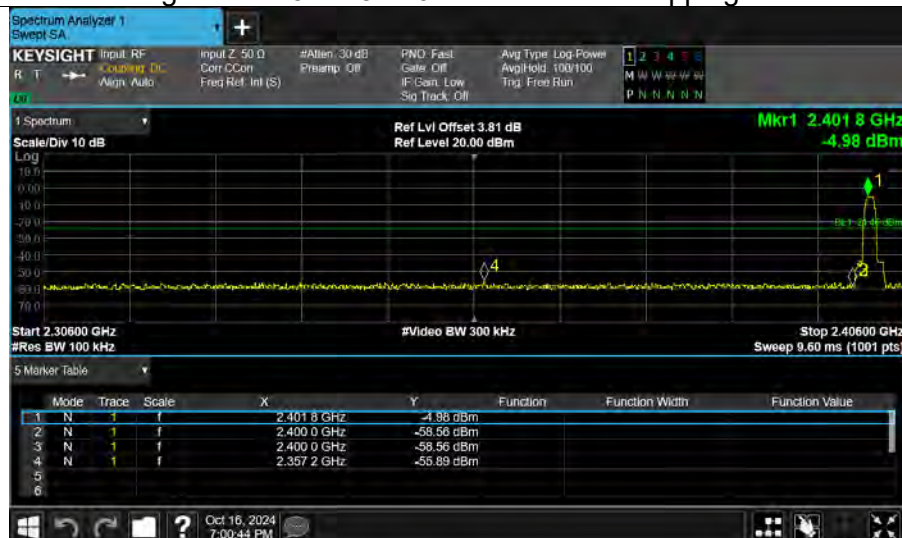 Spectrum Analyzer 1
Swept SA
KEYSIGHT Input: RF
R T Coupling: DC
Align: Auto
Input Z: 50 Ω
Corr CCorr
Freq Ref: Int (S)
#Atten: 30 dB
Preamp: Off
PNO: Fast
Gate: Off
IF Gain: Low
Sig Track: Off
Avg Type: Log-Power
Avg|Hold: 100/100
Trig: Free Run
1 2 3 4 5 6
M W W W W W W
P N N N N N N
1 Spectrum
Scale/Div 10 dB
Ref Lvl Offset 3.81 dB
Ref Level 20.00 dBm
Mkr1 2.401 8 GHz
-4.98 dBm
Log
10.0
0.00
-10.0
-20.0
-30.0
-40.0
-50.0
-60.0
-70.0
1
4
Start 2.30600 GHz
#Res BW 100 kHz
#Video BW 300 kHz
Stop 2.40600 GHz
Sweep 9.60 ms (1001 pts)
5 Marker Table
Mode Trace Scale X Y Function Function Width Function Value
1 N 1 f 2.401 8 GHz -4.98 dBm
2 N 1 f 2.400 0 GHz -58.56 dBm
3 N 1 f 2.400 0 GHz -58.56 dBm
4 N 1 f 2.357 2 GHz -55.89 dBm
5
6
?
Oct 16, 2024
7:00:44 PM